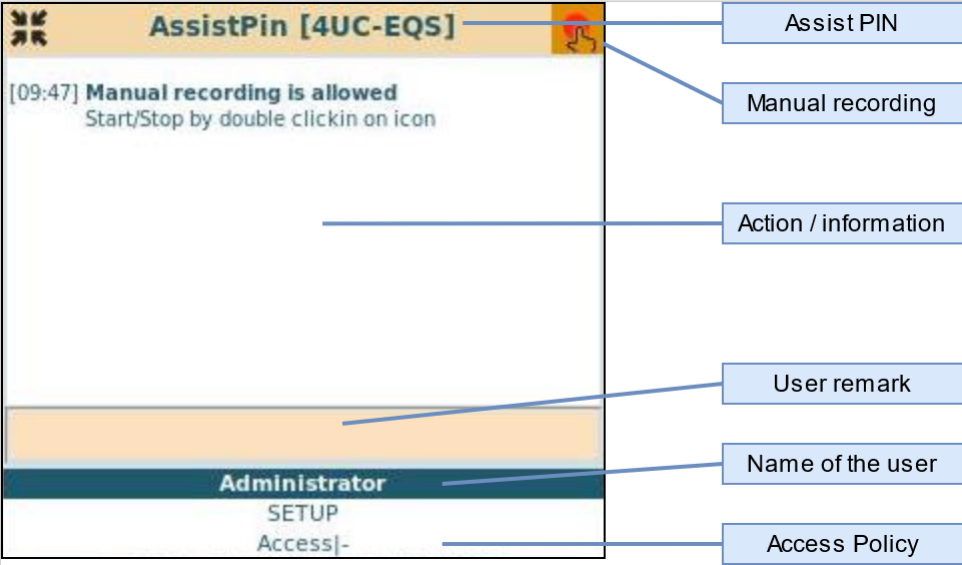 AssistPin [4UC-EQS]
Assist PIN
[09:47] Manual recording is allowed
Start/Stop by double clickin on icon
Manual recording
Action / information
User remark
Administrator
Name of the user
SETUP
Access|-
Access Policy